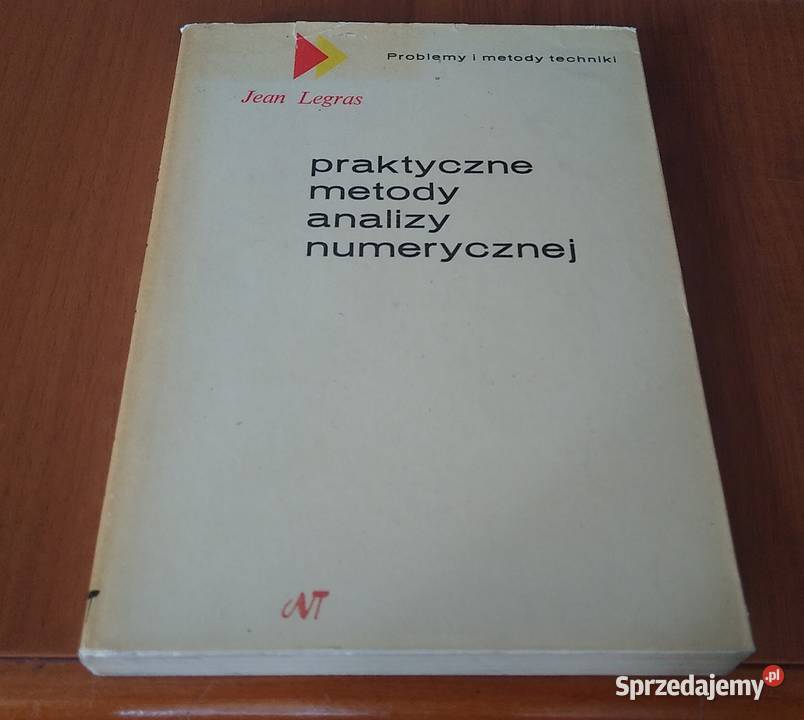 Problemy i metody techniki
Jean Legras
praktyczne
metody
analizy
numerycznej
WNT
Sprzedajemy.pl